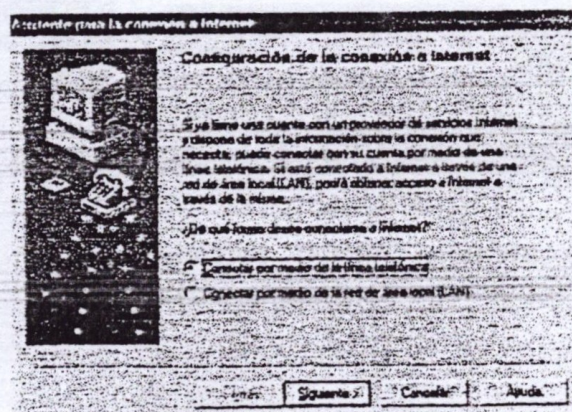 Asistente para la conexión a Internet
Configuración de la conexión a Internet
Si ya tiene una cuenta con un proveedor de servicios Internet
y dispone de toda la información sobre la conexión que
necesita, puede conectar con su cuenta por medio de una
línea telefónica. Si está conectado a Internet a través de una
red de área local (LAN), podrá obtener acceso a Internet a
través de la misma.
¿De qué forma desea conectarse a Internet?
Conectar por medio de la línea telefónica
Conectar por medio de la red de área local (LAN)
Siguiente > Cancelar Ayuda